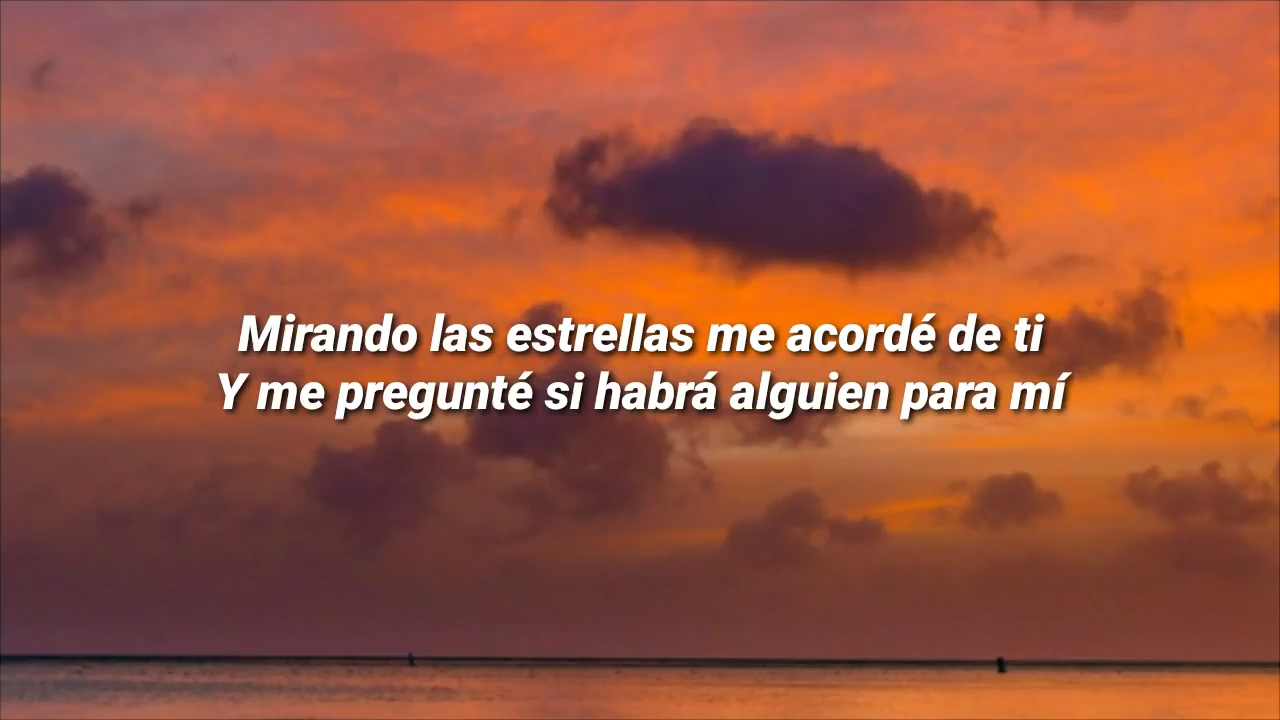 Mirando las estrellas me acordé de ti
Y me pregunté si habrá alguien para mí